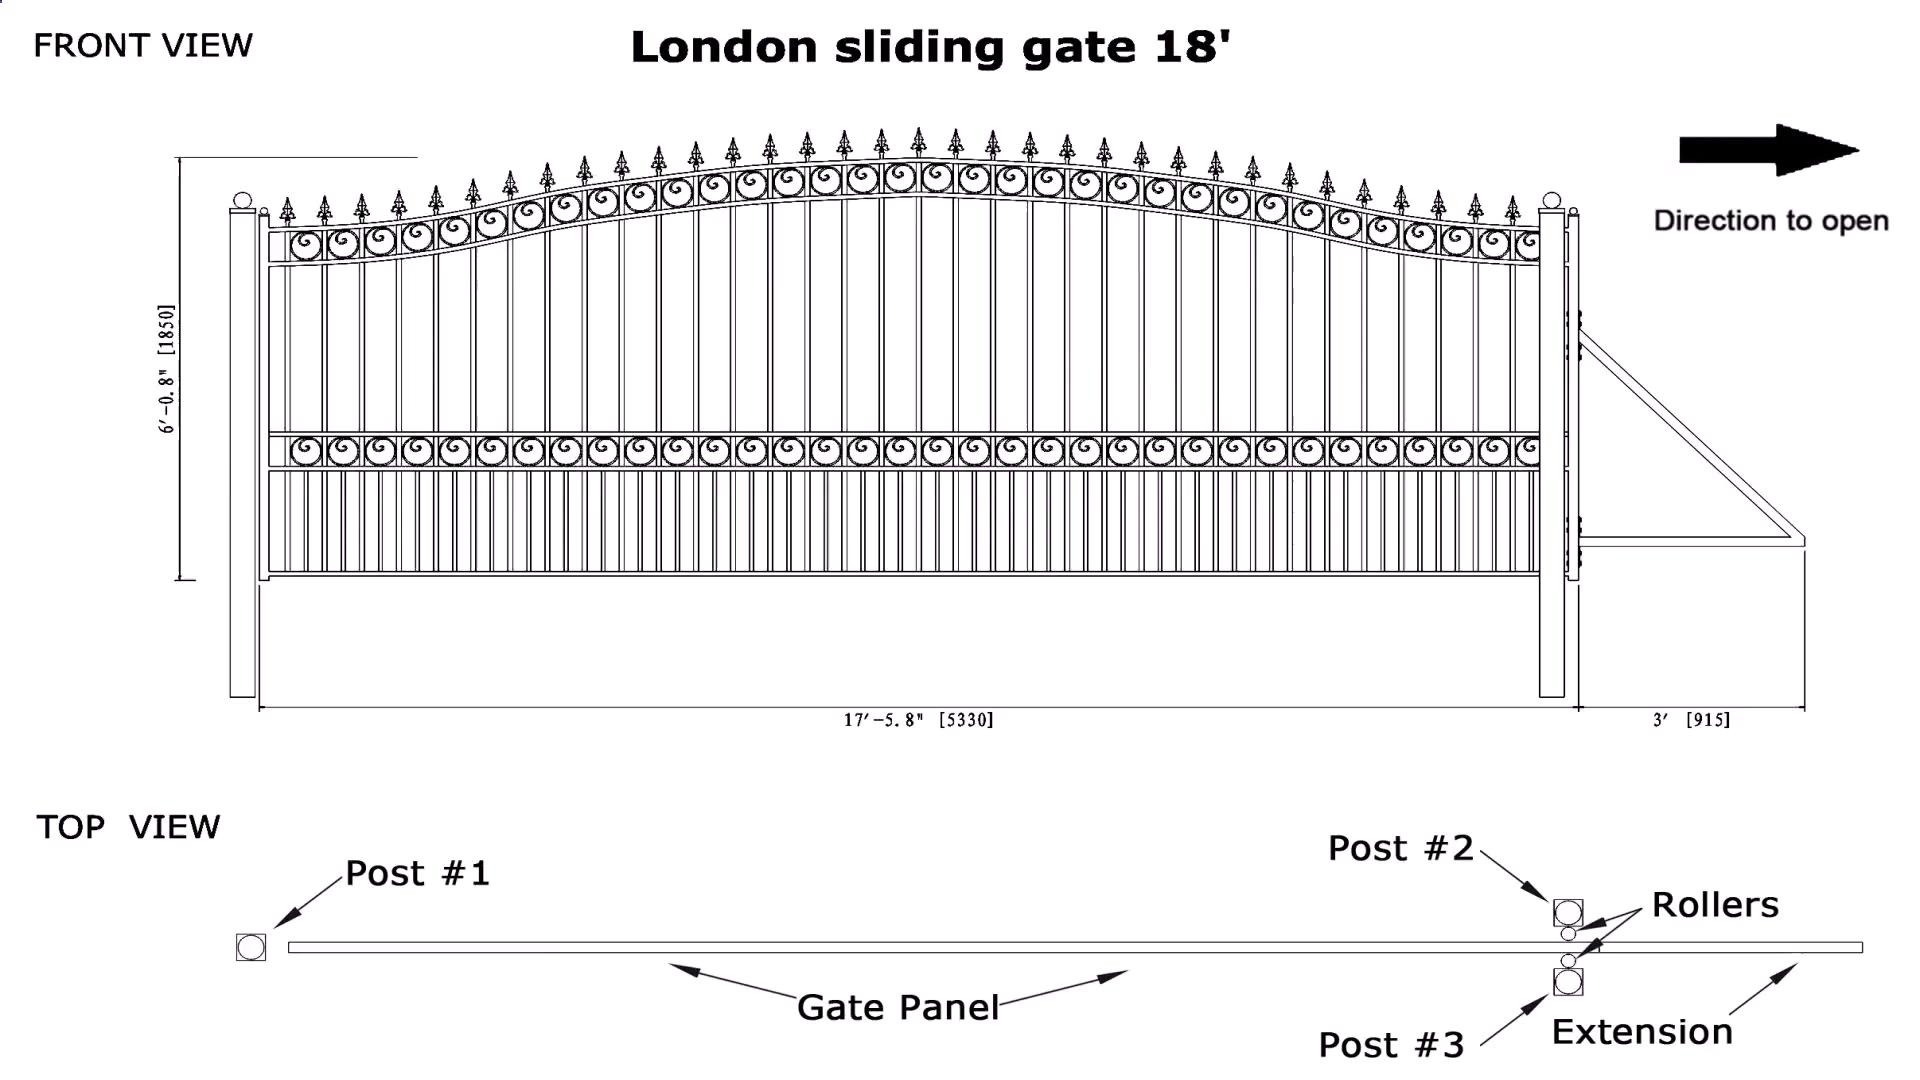 FRONT VIEW
London sliding gate 18'
Direction to open
6'-0.8" [1850]
17'-5.8" [5330]
3' [915]
TOP VIEW
Post #1
Post #2
Rollers
Gate Panel
Post #3
Extension